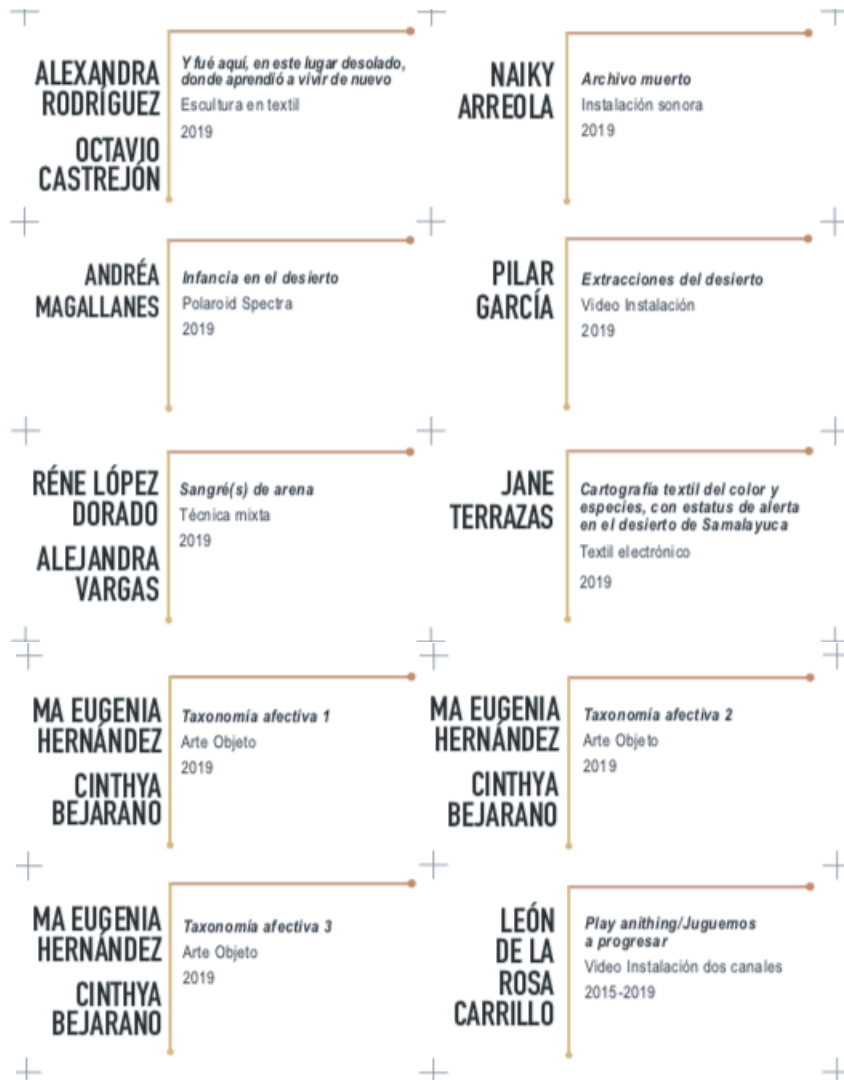 ALEXANDRA
RODRÍGUEZ
OCTAVIO
CASTREJÓN
Y fué aquí, en este lugar desolado,
donde aprendió a vivir de nuevo
Escultura en textil
2019
NAIKY
ARREOLA
Archivo muerto
Instalación sonora
2019
ANDRÉA
MAGALLANES
Infancia en el desierto
Polaroid Spectra
2019
PILAR
GARCÍA
Extracciones del desierto
Video Instalación
2019
RÉNE LÓPEZ
DORADO
ALEJANDRA
VARGAS
Sangré(s) de arena
Técnica mixta
2019
JANE
TERRAZAS
Cartografía textil del color y
especies, con estatus de alerta
en el desierto de Samalayuca
Textil electrónico
2019
MA EUGENIA
HERNÁNDEZ
CINTHYA
BEJARANO
Taxonomía afectiva 1
Arte Objeto
2019
MA EUGENIA
HERNÁNDEZ
CINTHYA
BEJARANO
Taxonomía afectiva 2
Arte Objeto
2019
MA EUGENIA
HERNÁNDEZ
CINTHYA
BEJARANO
Taxonomía afectiva 3
Arte Objeto
2019
LEÓN
DE LA
ROSA
CARRILLO
Play anithing/Juguemos
a progresar
Video Instalación dos canales
2015-2019